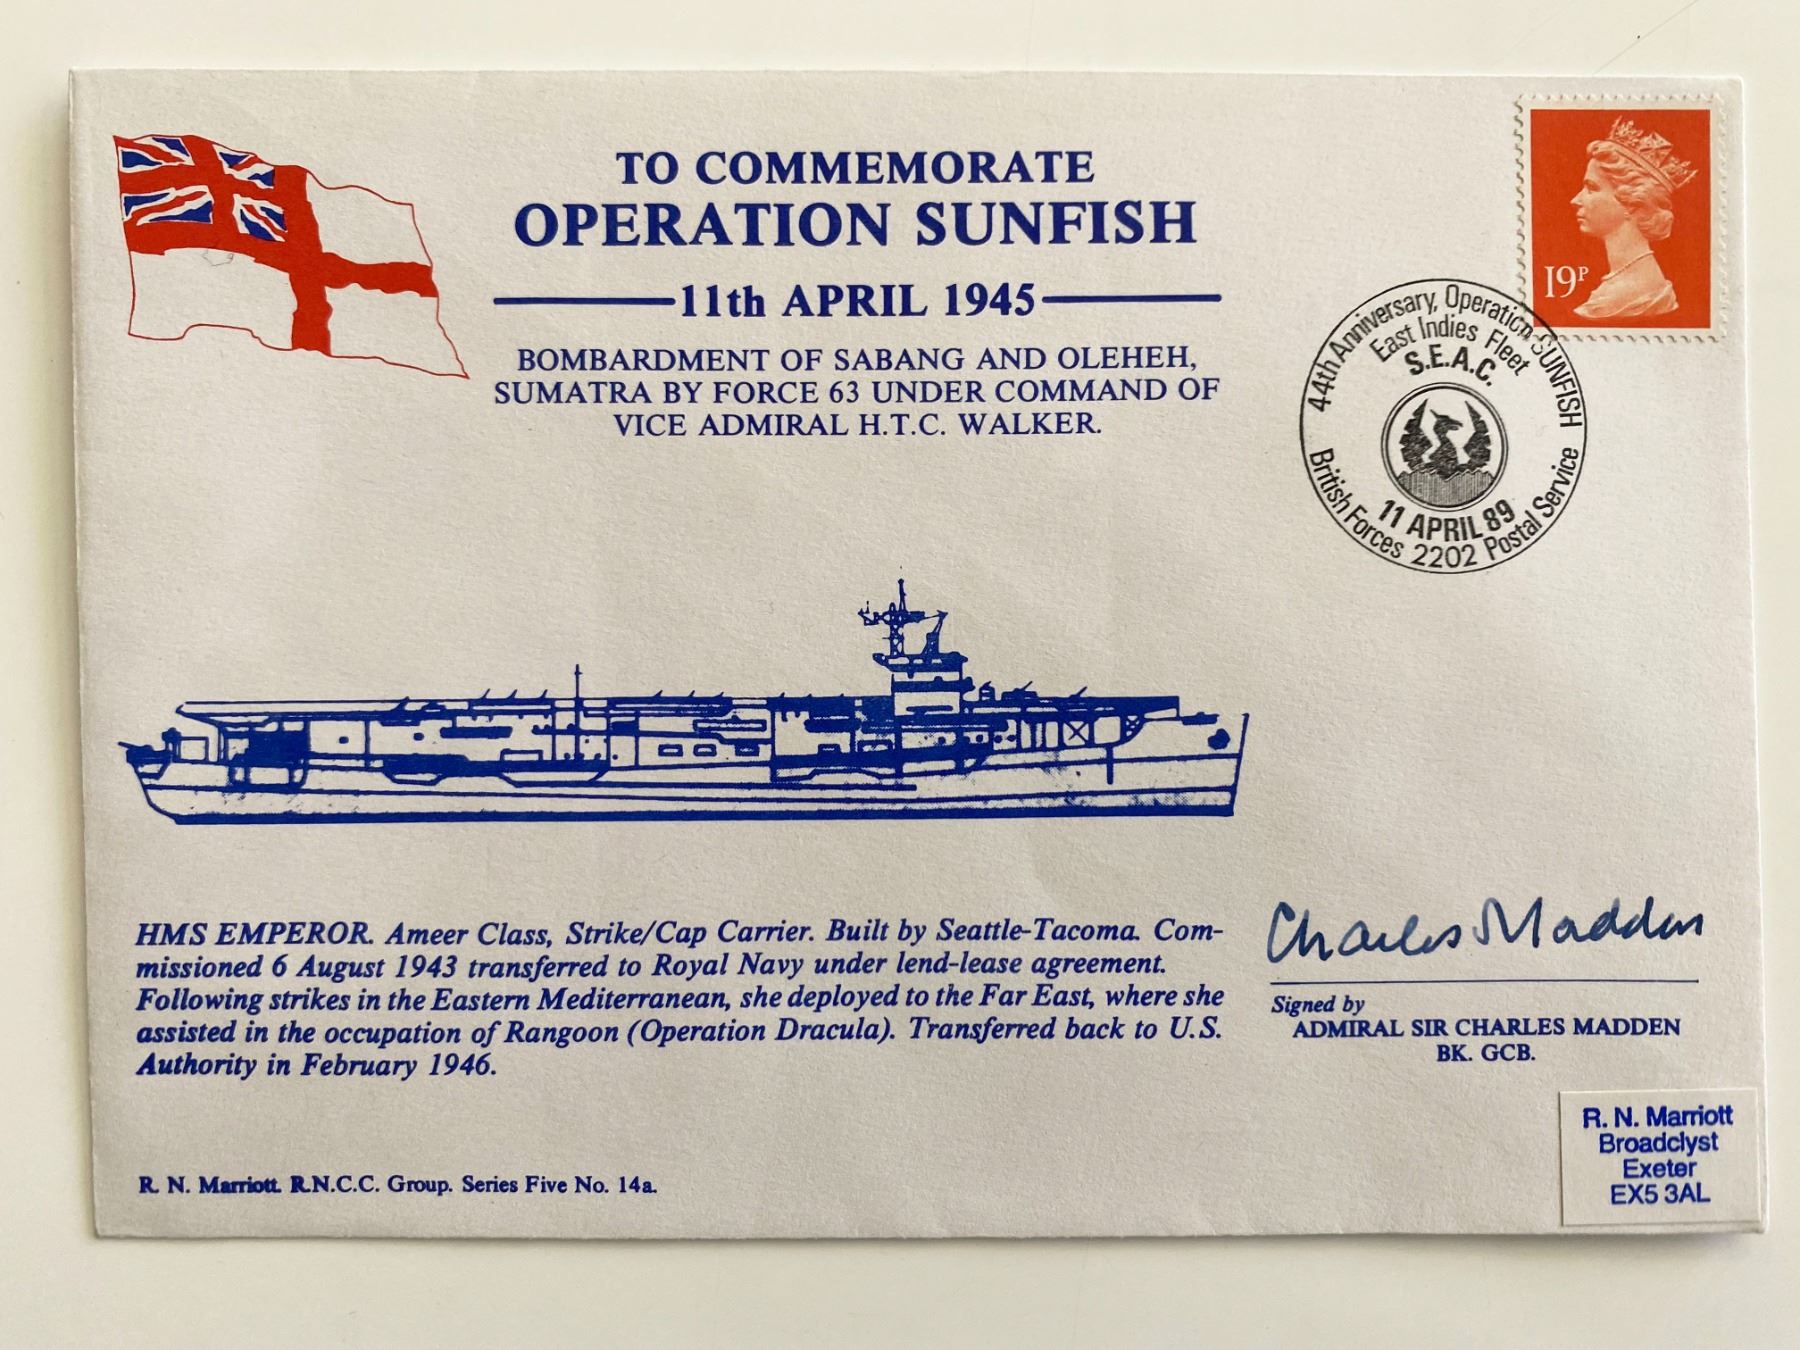 TO COMMEMORATE
OPERATION SUNFISH
11th APRIL 1945
BOMBARDMENT OF SABANG AND OLEHEH,
SUMATRA BY FORCE 63 UNDER COMMAND OF
VICE ADMIRAL H.T.C. WALKER.
19P
44th Anniversary, Operation SUNFISH
East Indies Fleet
S.E.A.C.
11 APRIL 89
British Forces 2202 Postal Service
HMS EMPEROR. Ameer Class, Strike/Cap Carrier. Built by Seattle-Tacoma. Com-
missioned 6 August 1943 transferred to Royal Navy under lend-lease agreement.
Following strikes in the Eastern Mediterranean, she deployed to the Far East, where she
assisted in the occupation of Rangoon (Operation Dracula). Transferred back to U.S.
Authority in February 1946.
Charles Madden
Signed by
ADMIRAL SIR CHARLES MADDEN
BK. GCB.
R. N. Marriott
Broadclyst
Exeter
EX5 3AL
R. N. Marriott. R.N.C.C. Group. Series Five No. 14a.